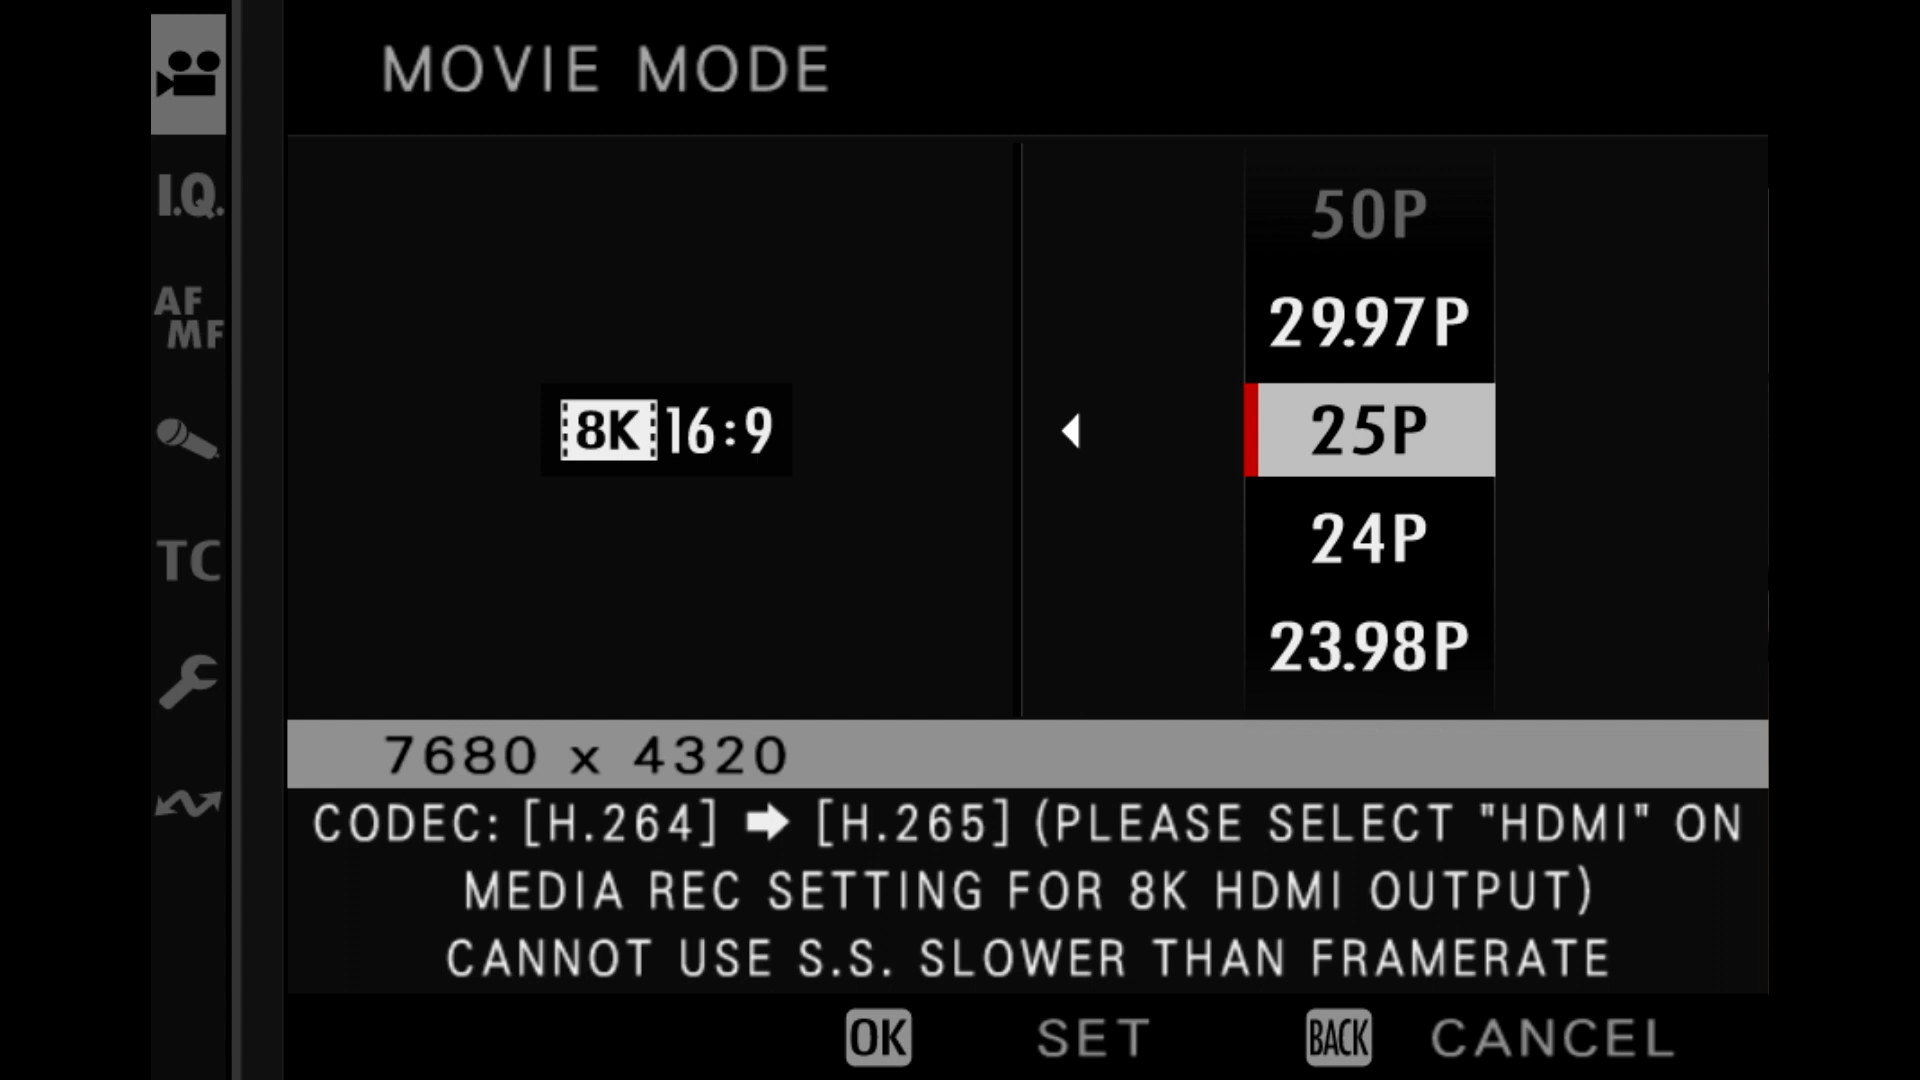 MOVIE MODE
I.Q.
AF
MF
TC
8K 16:9
50P
29.97P
25P
24P
23.98P
7680 x 4320
CODEC: [H.264] ➡ [H.265] (PLEASE SELECT "HDMI" ON
MEDIA REC SETTING FOR 8K HDMI OUTPUT)
CANNOT USE S.S. SLOWER THAN FRAMERATE
OK SET BACK CANCEL